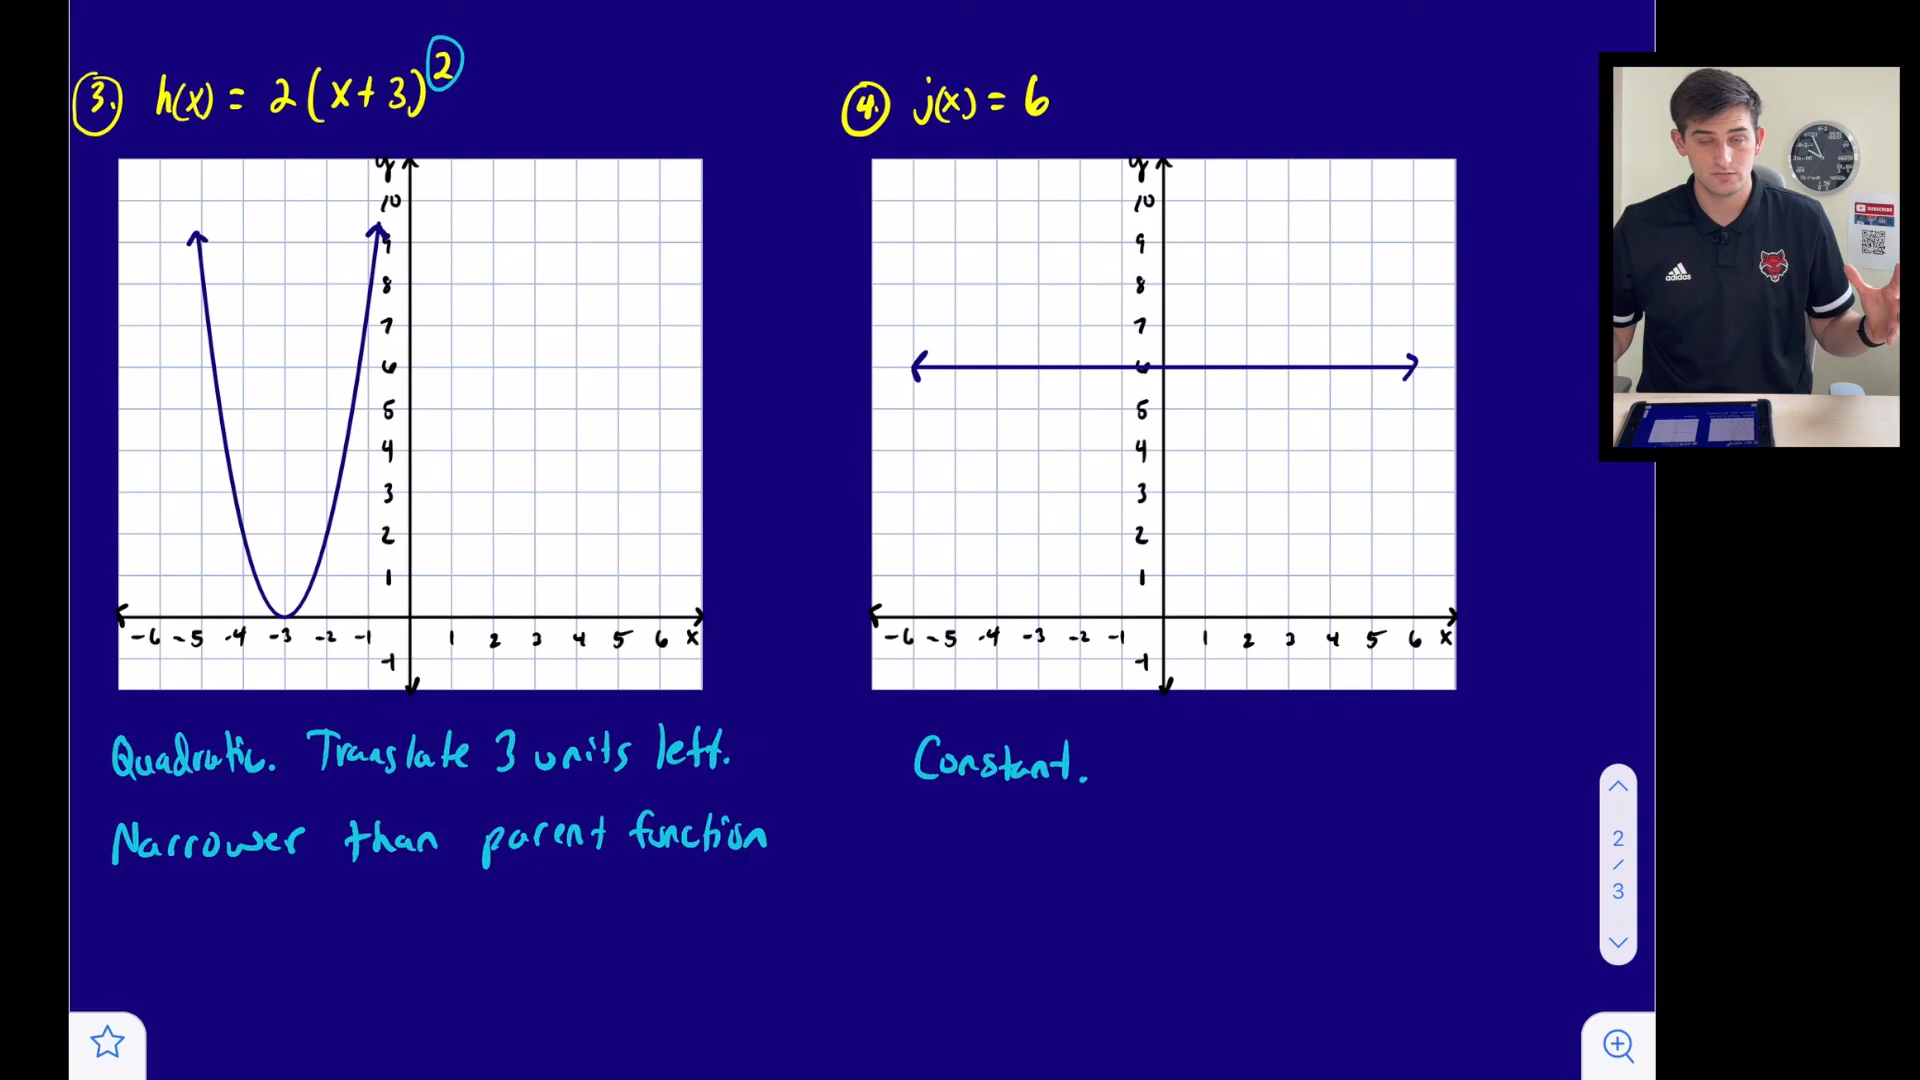 3. h(x) = 2(x+3)²
4. j(x) = 6
y
10
9
8
7
6
5
4
3
2
1
-6 -5 -4 -3 -2 -1 1 2 3 4 5 6 x
-1
y
10
9
8
7
6
5
4
3
2
1
-6 -5 -4 -3 -2 -1 1 2 3 4 5 6 x
-1
Quadratic. Translate 3 units left.
Narrower than parent function
Constant.
adidas
SUBSCRIBE
2
/
3